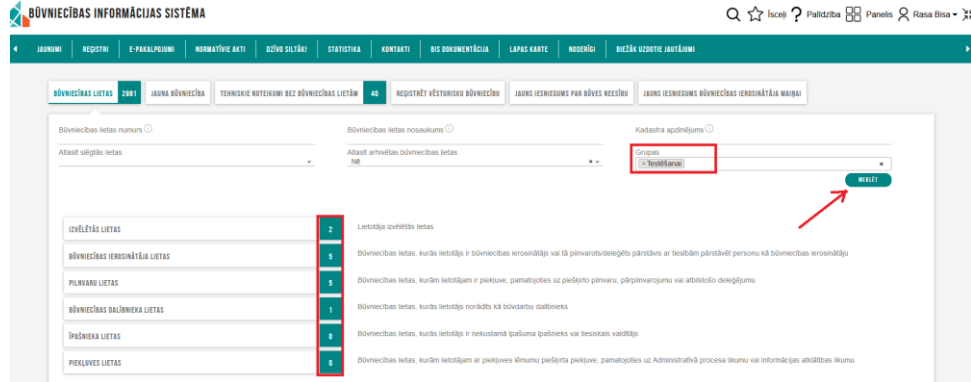 BŪVNIECĪBAS INFORMĀCIJAS SISTĒMA
Īsceļi ? Palīdzība Panelis Rasa Bisa
JAUNUMI REĢISTRI E-PAKALPOJUMI NORMATĪVIE AKTI DZĪVO SILTĀK! STATISTIKA KONTAKTI BIS DOKUMENTĀCIJA LAPAS KARTE NODERĪGI BIEŽĀK UZDOTIE JAUTĀJUMI
BŪVNIECĪBAS LIETAS 2981 JAUNA BŪVNIECĪBA TEHNISKIE NOTEIKUMI BEZ BŪVNIECĪBAS LIETĀM 40 REĢISTRĒT VĒSTURISKU BŪVNIECĪBU JAUNS IESNIEGUMS PAR BŪVES NEESĪBU JAUNS IESNIEGUMS BŪVNIECĪBAS IEROSINĀTĀJA MAIŅAI
Būvniecības lietas numurs Būvniecības lietas nosaukums Kadastra apzīmējums
Atlasīt slēgtās lietas Atlasīt arhivētas būvniecības lietas Grupas
Nē × × Testēšanai ×
MEKLĒT
IZVĒLĒTĀS LIETAS 2 Lietotāja izvēlētās lietas
BŪVNIECĪBAS IEROSINĀTĀJA LIETAS 5 Būvniecības lietas, kurās lietotājs ir būvniecības ierosinātājs vai tā pilnvarots/deleģēts pārstāvis ar tiesībām pārstāvēt personu kā būvniecības ierosinātāju
PILNVARU LIETAS 5 Būvniecības lietas, kurām lietotājam ir piekļuve, pamatojoties uz piešķirto pilnvaru, pārpilnvarojumu vai atbilstošo deleģējumu
BŪVNIECĪBAS DALĪBNIEKA LIETAS 1 Būvniecības lietas, kurās lietotājs norādīts kā būvdarbu dalībnieks
ĪPAŠNIEKA LIETAS 0 Būvniecības lietas, kurās lietotājs ir nekustamā īpašuma īpašnieks vai tiesiskais valdītājs
PIEKĻUVES LIETAS 0 Būvniecības lietas, kurām lietotājam ar piekļuves lēmumu piešķirta piekļuve, pamatojoties uz Administratīvā procesa likumu vai Informācijas atklātības likumu